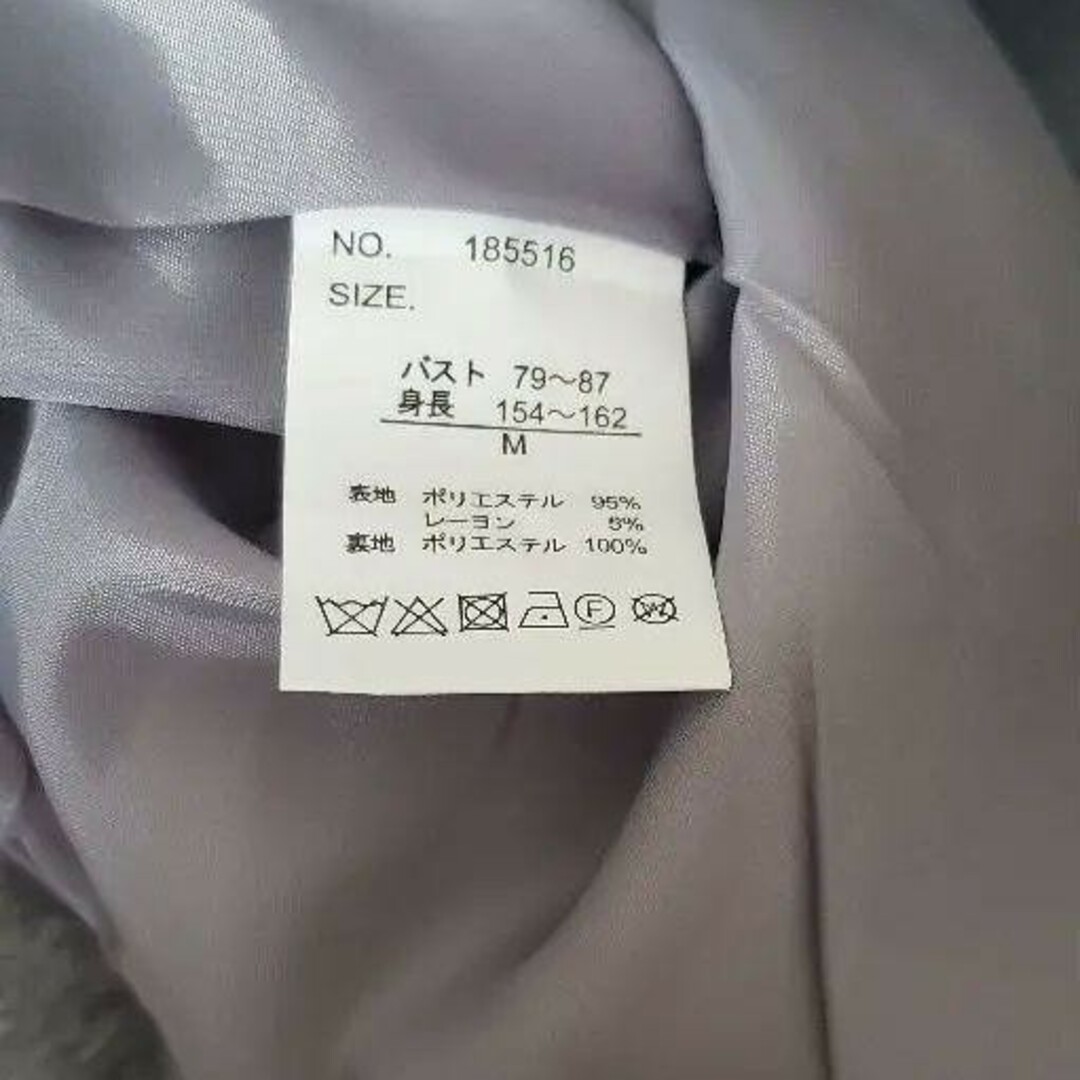 NO. 185516
SIZE.
バスト 79～87
身長 154～162
M
表地 ポリエステル 95%
レーヨン 5%
裏地 ポリエステル 100%
F
W